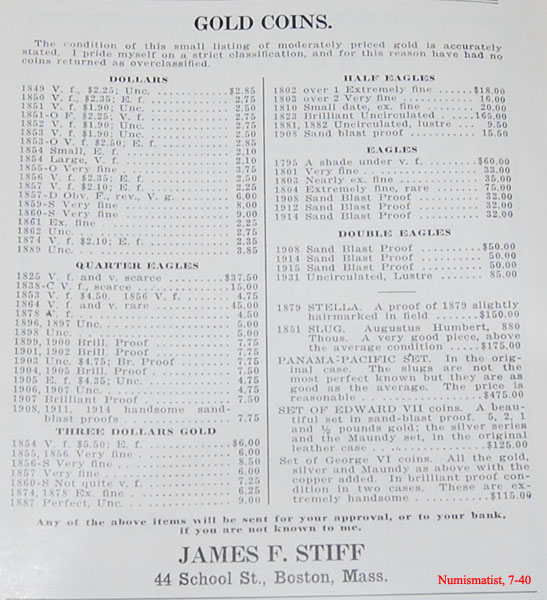 GOLD COINS.
The condition of this small listing of moderately priced gold is accurately
stated. I pride myself on a strict classification, and for this reason have had no
coins returned as overclassified.
DOLLARS
1849 V. f., $2.25; Unc. $2.85
1850 V. f., $2.35; E. f. 2.75
1851 V. f. $1.90; Unc. 2.50
1851-O F. $2.25; V. f. 2.75
1852 V. f. $1.90; Unc. 2.75
1853 V. f. $1.90; Unc. 2.50
1853-O V. f. $2.50; E. f. 2.85
1854 Small, E. f. 2.10
1854 Large, V. f. 2.10
1855-O Very fine 3.75
1856 V. f. $2.35; E. f. 2.50
1857 V. f. $2.10; E. f. 2.25
1857-D Obv. F., rev., V. g. 6.00
1859-S Very fine 8.00
1860-S Very fine 9.00
1861 Ex. fine 2.25
1862 Unc. 2.75
1874 V. f. $2.10; E. f. 2.35
1889 Unc. 3.85
QUARTER EAGLES
1825 V. f. and v. scarce $37.50
1838-C V. f., scarce 15.00
1853 V. f. $4.50. 1856 V. f. 4.75
1864 V. f. and v. rare 45.00
1878 V. f. 4.50
1896, 1897 Unc. 5.00
1898 Unc. 5.00
1899, 1900 Brill. Proof 7.75
1901, 1902 Brill. Proof 7.75
1903 Unc. $4.75; Br. Proof 7.75
1904, 1905 Brill. Proof 7.50
1905 E. f. $4.35; Unc. 4.75
1906, 1907 Unc. 4.75
1907 Brilliant Proof 7.50
1908, 1911, 1914 handsome sand-
blast proofs 7.75
THREE DOLLARS GOLD
1854 V. f. $5.50; E. f. $6.00
1855, 1856 Very fine 6.00
1856-S Very fine 8.50
1857 Very fine 6.00
1860-S Not quite v. f. 7.25
1874, 1878 Ex. fine 6.25
1887 Perfect, Unc. 9.00
HALF EAGLES
1802 over 1 Extremely fine $18.00
1803 over 2 Very fine 16.00
1810 Small date, ex. fine 20.00
1823 Brilliant Uncirculated 165.00
1881, 1882 Uncirculated, lustre 9.50
1908 Sand blast proof 15.50
EAGLES
1795 A shade under v. f. $60.00
1801 Very fine 33.00
1803 Nearly ex. fine 35.00
1804 Extremely fine, rare 75.00
1908 Sand Blast Proof 32.00
1912 Sand Blast Proof 32.00
1914 Sand Blast Proof 32.00
DOUBLE EAGLES
1908 Sand Blast Proof $50.00
1914 Sand Blast Proof 50.00
1915 Sand Blast Proof 50.00
1931 Uncirculated, Lustre 85.00
1879 STELLA. A proof of 1879 slightly
hairmarked in field $150.00
1851 SLUG. Augustus Humbert, 880
Thous. A very good piece, above
the average condition $175.00
PANAMA-PACIFIC SET. In the orig-
inal case. The slugs are not the
most perfect known but they are as
good as the average. The price is
reasonable $475.00
SET OF EDWARD VII coins. A beau-
tiful set in sand-blast proof. 5, 2, 1
and ½ pounds gold; the silver series
and the Maundy set, in the original
leather case $125.00
Set of George VI coins. All the gold,
silver and Maundy as above with the
copper added. In brilliant proof con-
dition in two cases. These are ex-
tremely handsome $115.00
Any of the above items will be sent for your approval, or to your bank,
if you are not known to me.
JAMES F. STIFF
44 School St., Boston, Mass.
Numismatist, 7-40